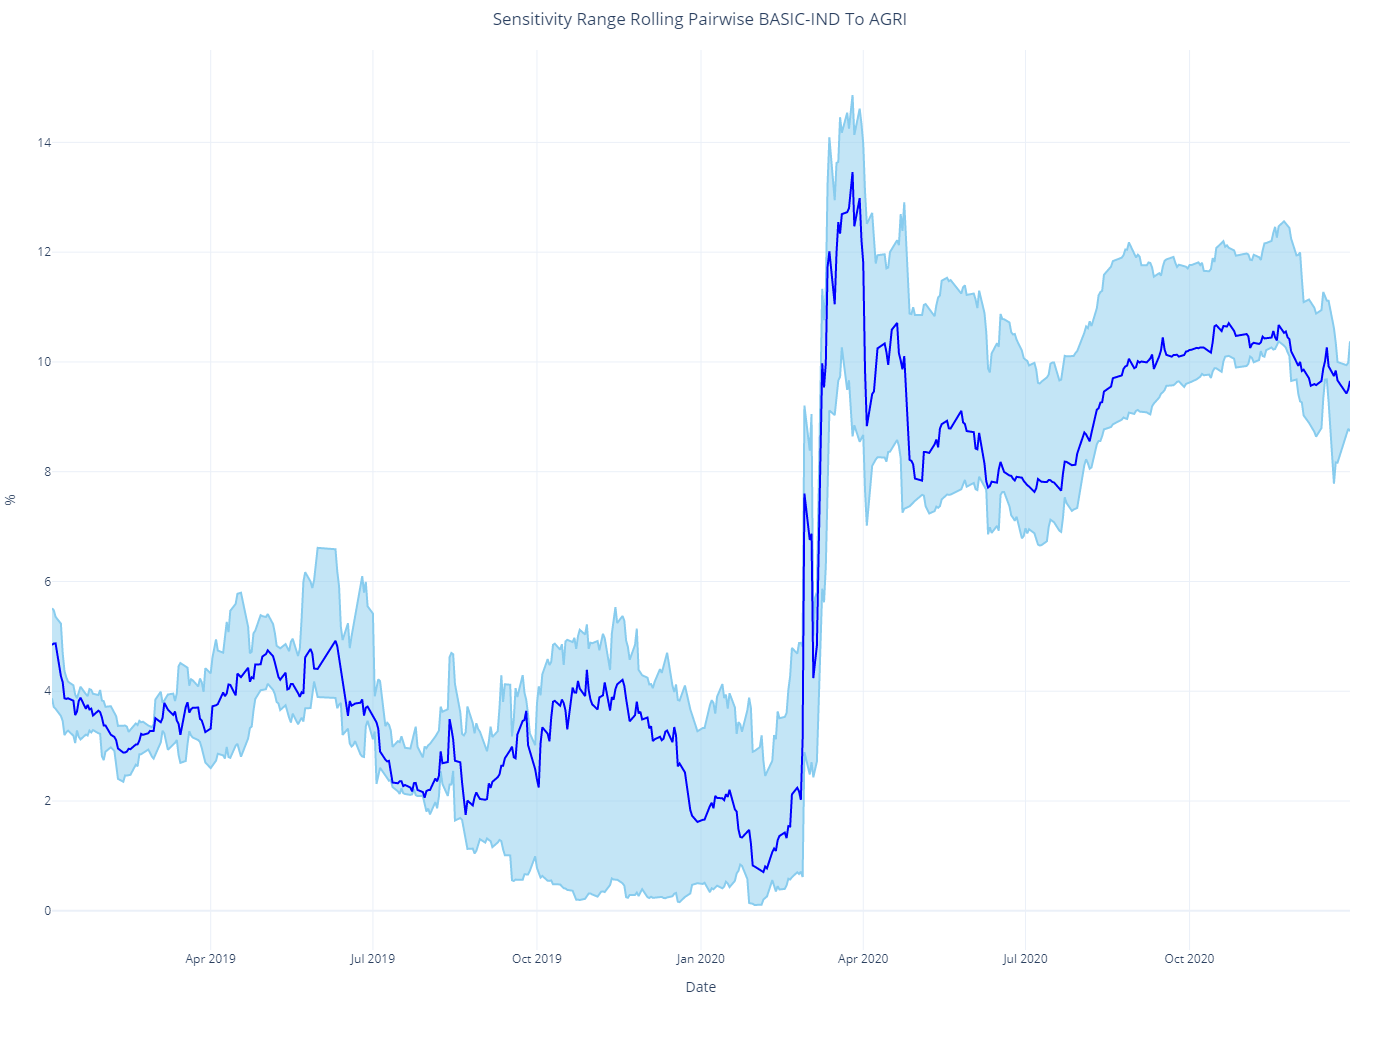 Sensitivity Range Rolling Pairwise BASIC-IND To AGRI
14
12
10
8
6
4
2
0
%
Apr 2019
Jul 2019
Oct 2019
Jan 2020
Apr 2020
Jul 2020
Oct 2020
Date